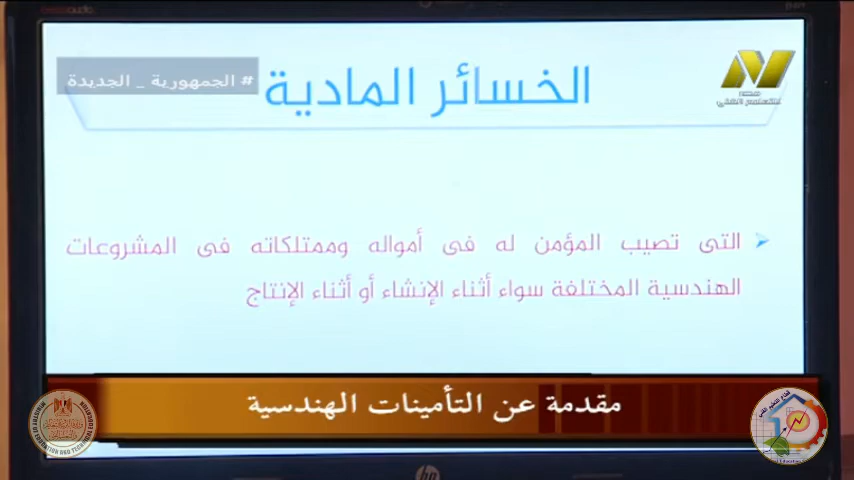 # الجمهورية _ الجديدة
الخسائر المادية
التى تصيب المؤمن له فى أمواله وممتلكاته فى المشروعات
الهندسية المختلفة سواء أثناء الإنشاء أو أثناء الإنتاج
مقدمة عن التأمينات الهندسية
hp